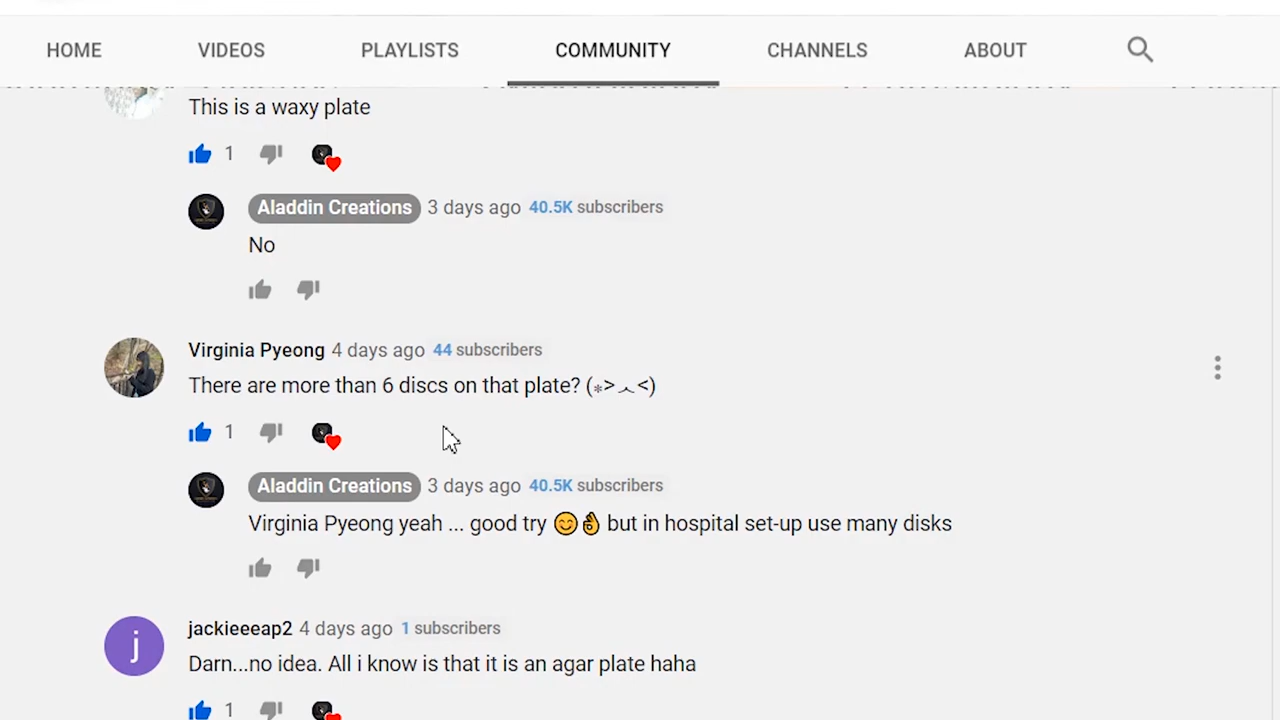 HOME VIDEOS PLAYLISTS COMMUNITY CHANNELS ABOUT
This is a waxy plate
1
Aladdin Creations 3 days ago 40.5K subscribers
No
Virginia Pyeong 4 days ago 44 subscribers
There are more than 6 discs on that plate? (⁎>︿<)
1
Aladdin Creations 3 days ago 40.5K subscribers
Virginia Pyeong yeah ... good try 😊👌 but in hospital set-up use many disks
j
jackieeeap2 4 days ago 1 subscribers
Darn...no idea. All i know is that it is an agar plate haha
1